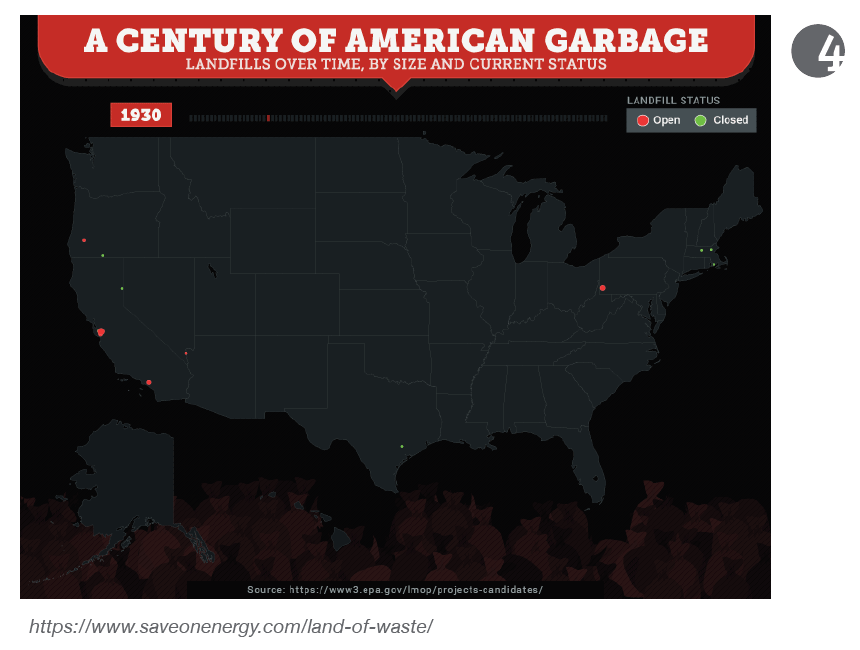 A CENTURY OF AMERICAN GARBAGE
LANDFILLS OVER TIME, BY SIZE AND CURRENT STATUS
4
LANDFILL STATUS
1930
Open Closed
Source: https://www3.epa.gov/lmop/projects-candidates/
https://www.saveonenergy.com/land-of-waste/